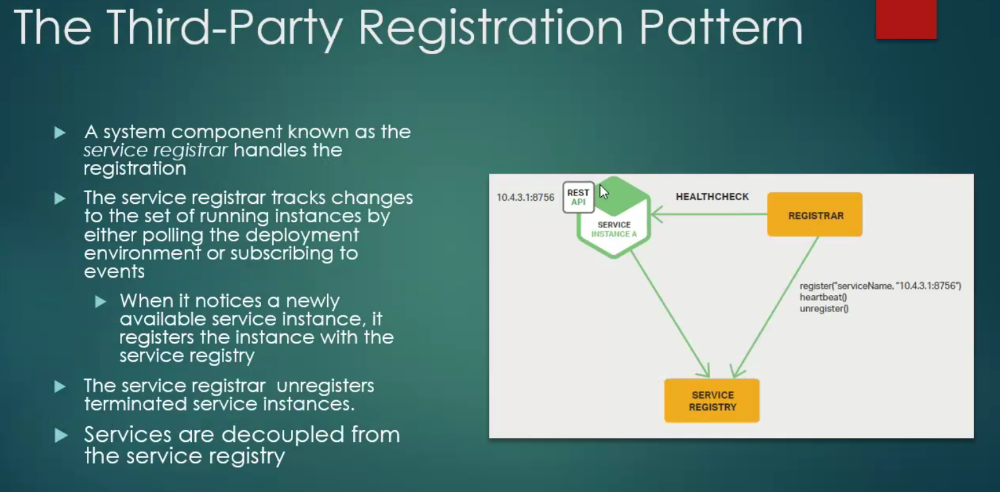 The Third-Party Registration Pattern
A system component known as the
service registrar handles the
registration
The service registrar tracks changes
to the set of running instances by
either polling the deployment
environment or subscribing to
events
When it notices a newly
available service instance, it
registers the instance with the
service registry
The service registrar unregisters
terminated service instances.
Services are decoupled from
the service registry
10.4.3.1:8756
REST
API
SERVICE
INSTANCE A
HEALTHCHECK
REGISTRAR
register("serviceName, "10.4.3.1:8756")
heartbeat()
unregister()
SERVICE
REGISTRY